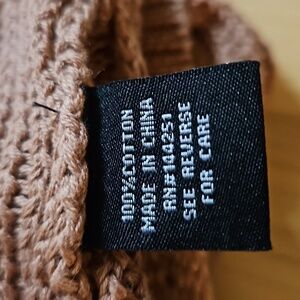 100%COTTON
MADE IN CHINA
RN#144251
SEE REVERSE
FOR CARE